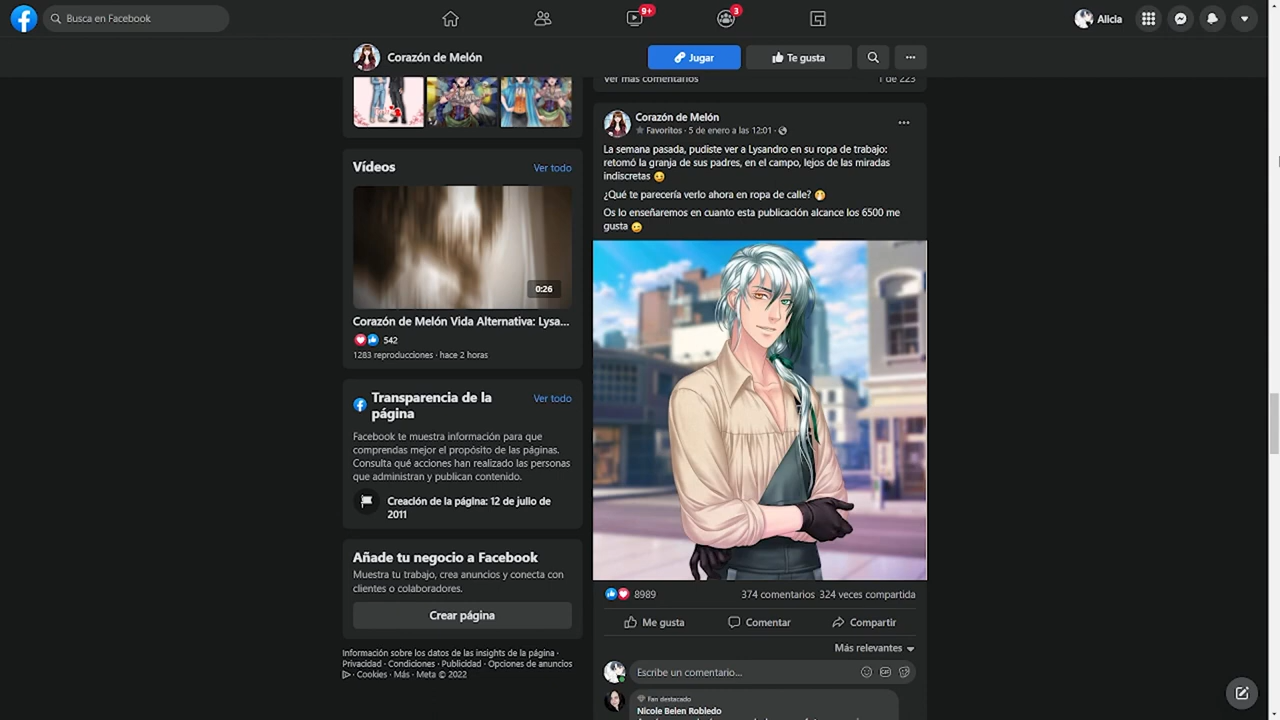 Busca en Facebook
9+
3
Alicia
Corazón de Melón
Jugar
Te gusta
Vídeos
Ver todo
0:26
Corazón de Melón Vida Alternativa: Lysa...
542
1283 reproducciones · hace 2 horas
Transparencia de la
página
Ver todo
Facebook te muestra información para que
comprendas mejor el propósito de las páginas.
Consulta qué acciones han realizado las personas
que administran y publican contenido.
Creación de la página: 12 de julio de
2011
Añade tu negocio a Facebook
Muestra tu trabajo, crea anuncios y conecta con
clientes o colaboradores.
Crear página
Información sobre los datos de las insights de la página ·
Privacidad · Condiciones · Publicidad · Opciones de anuncios
· Cookies · Más · Meta © 2022
Ver más comentarios
1 de 223
Corazón de Melón
Favoritos · 5 de enero a las 12:01 ·
La semana pasada, pudiste ver a Lysandro en su ropa de trabajo:
retomó la granja de sus padres, en el campo, lejos de las miradas
indiscretas 😏
¿Qué te parecería verlo ahora en ropa de calle? 🤭
Os lo enseñaremos en cuanto esta publicación alcance los 6500 me
gusta 😉
8989
374 comentarios 324 veces compartida
Me gusta
Comentar
Compartir
Más relevantes
Escribe un comentario...
GIF
Fan destacado
Nicole Belen Robledo